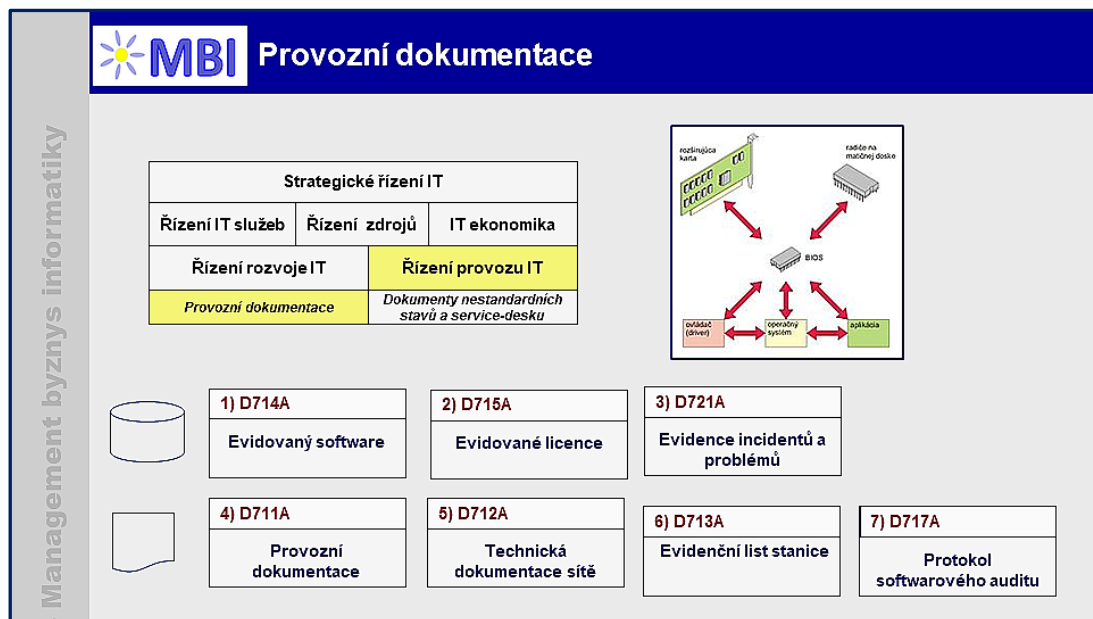 MBI Provozní dokumentace
Management byznys informatiky
Strategické řízení IT
Řízení IT služeb
Řízení zdrojů
IT ekonomika
Řízení rozvoje IT
Řízení provozu IT
Provozní dokumentace
Dokumenty nestandardních
stavů a service-desku
rozširujúca
karta
radiče na
matičnej doske
BIOS
ovládač
(driver)
operačný
systém
aplikácia
1) D714A
Evidovaný software
2) D715A
Evidované licence
3) D721A
Evidence incidentů a
problémů
4) D711A
Provozní
dokumentace
5) D712A
Technická
dokumentace sítě
6) D713A
Evidenční list stanice
7) D717A
Protokol
softwarového auditu